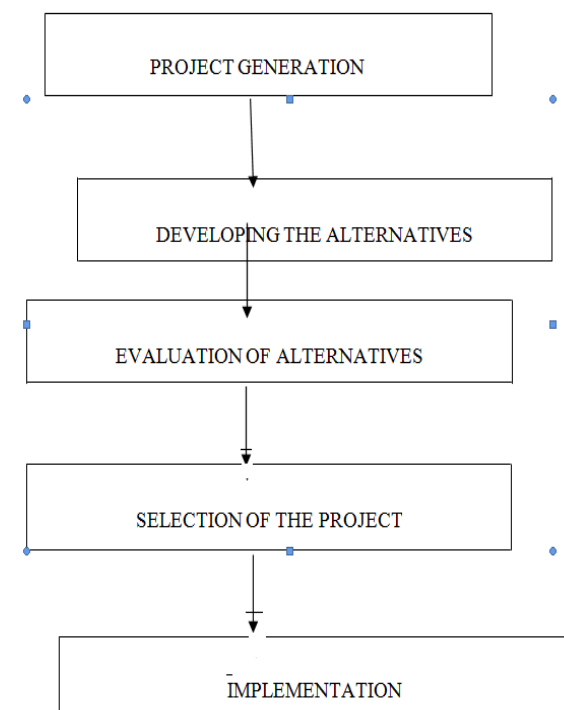 PROJECT GENERATION
DEVELOPING THE ALTERNATIVES
EVALUATION OF ALTERNATIVES
SELECTION OF THE PROJECT
IMPLEMENTATION